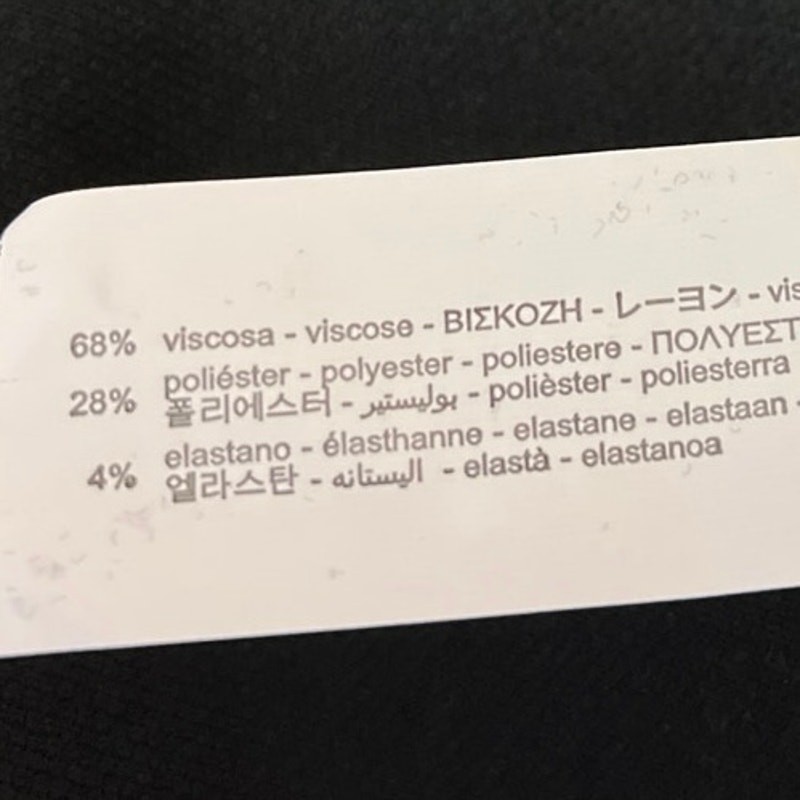 68% viscosa - viscose - ΒΙΣΚΟΖΗ - レーヨン - vis
28% poliéster - polyester - poliestere - ΠΟΛΥΕΣΤ
폴리에스터 - بوليستير - polièster - poliesterra
4% elastano - élasthanne - elastane - elastaan -
엘라스탄 - اليستانه - elastà - elastanoa